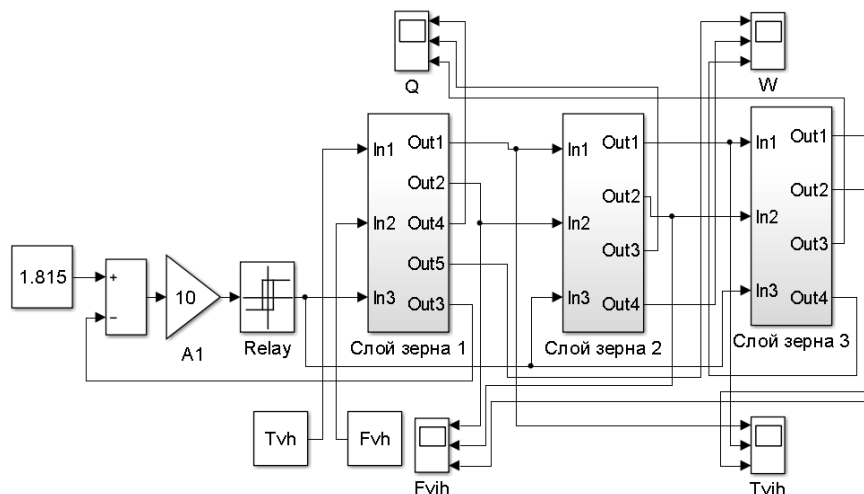 Q
W
In1
In2
In3
Out1
Out2
Out4
Out5
Out3
Слой зерна 1
In1
In2
In3
Out1
Out2
Out3
Out4
Слой зерна 2
In1
In2
In3
Out1
Out2
Out3
Out4
Слой зерна 3
1.815
+
−
10
A1
Relay
Tvh
Fvh
Fvih
Tvih